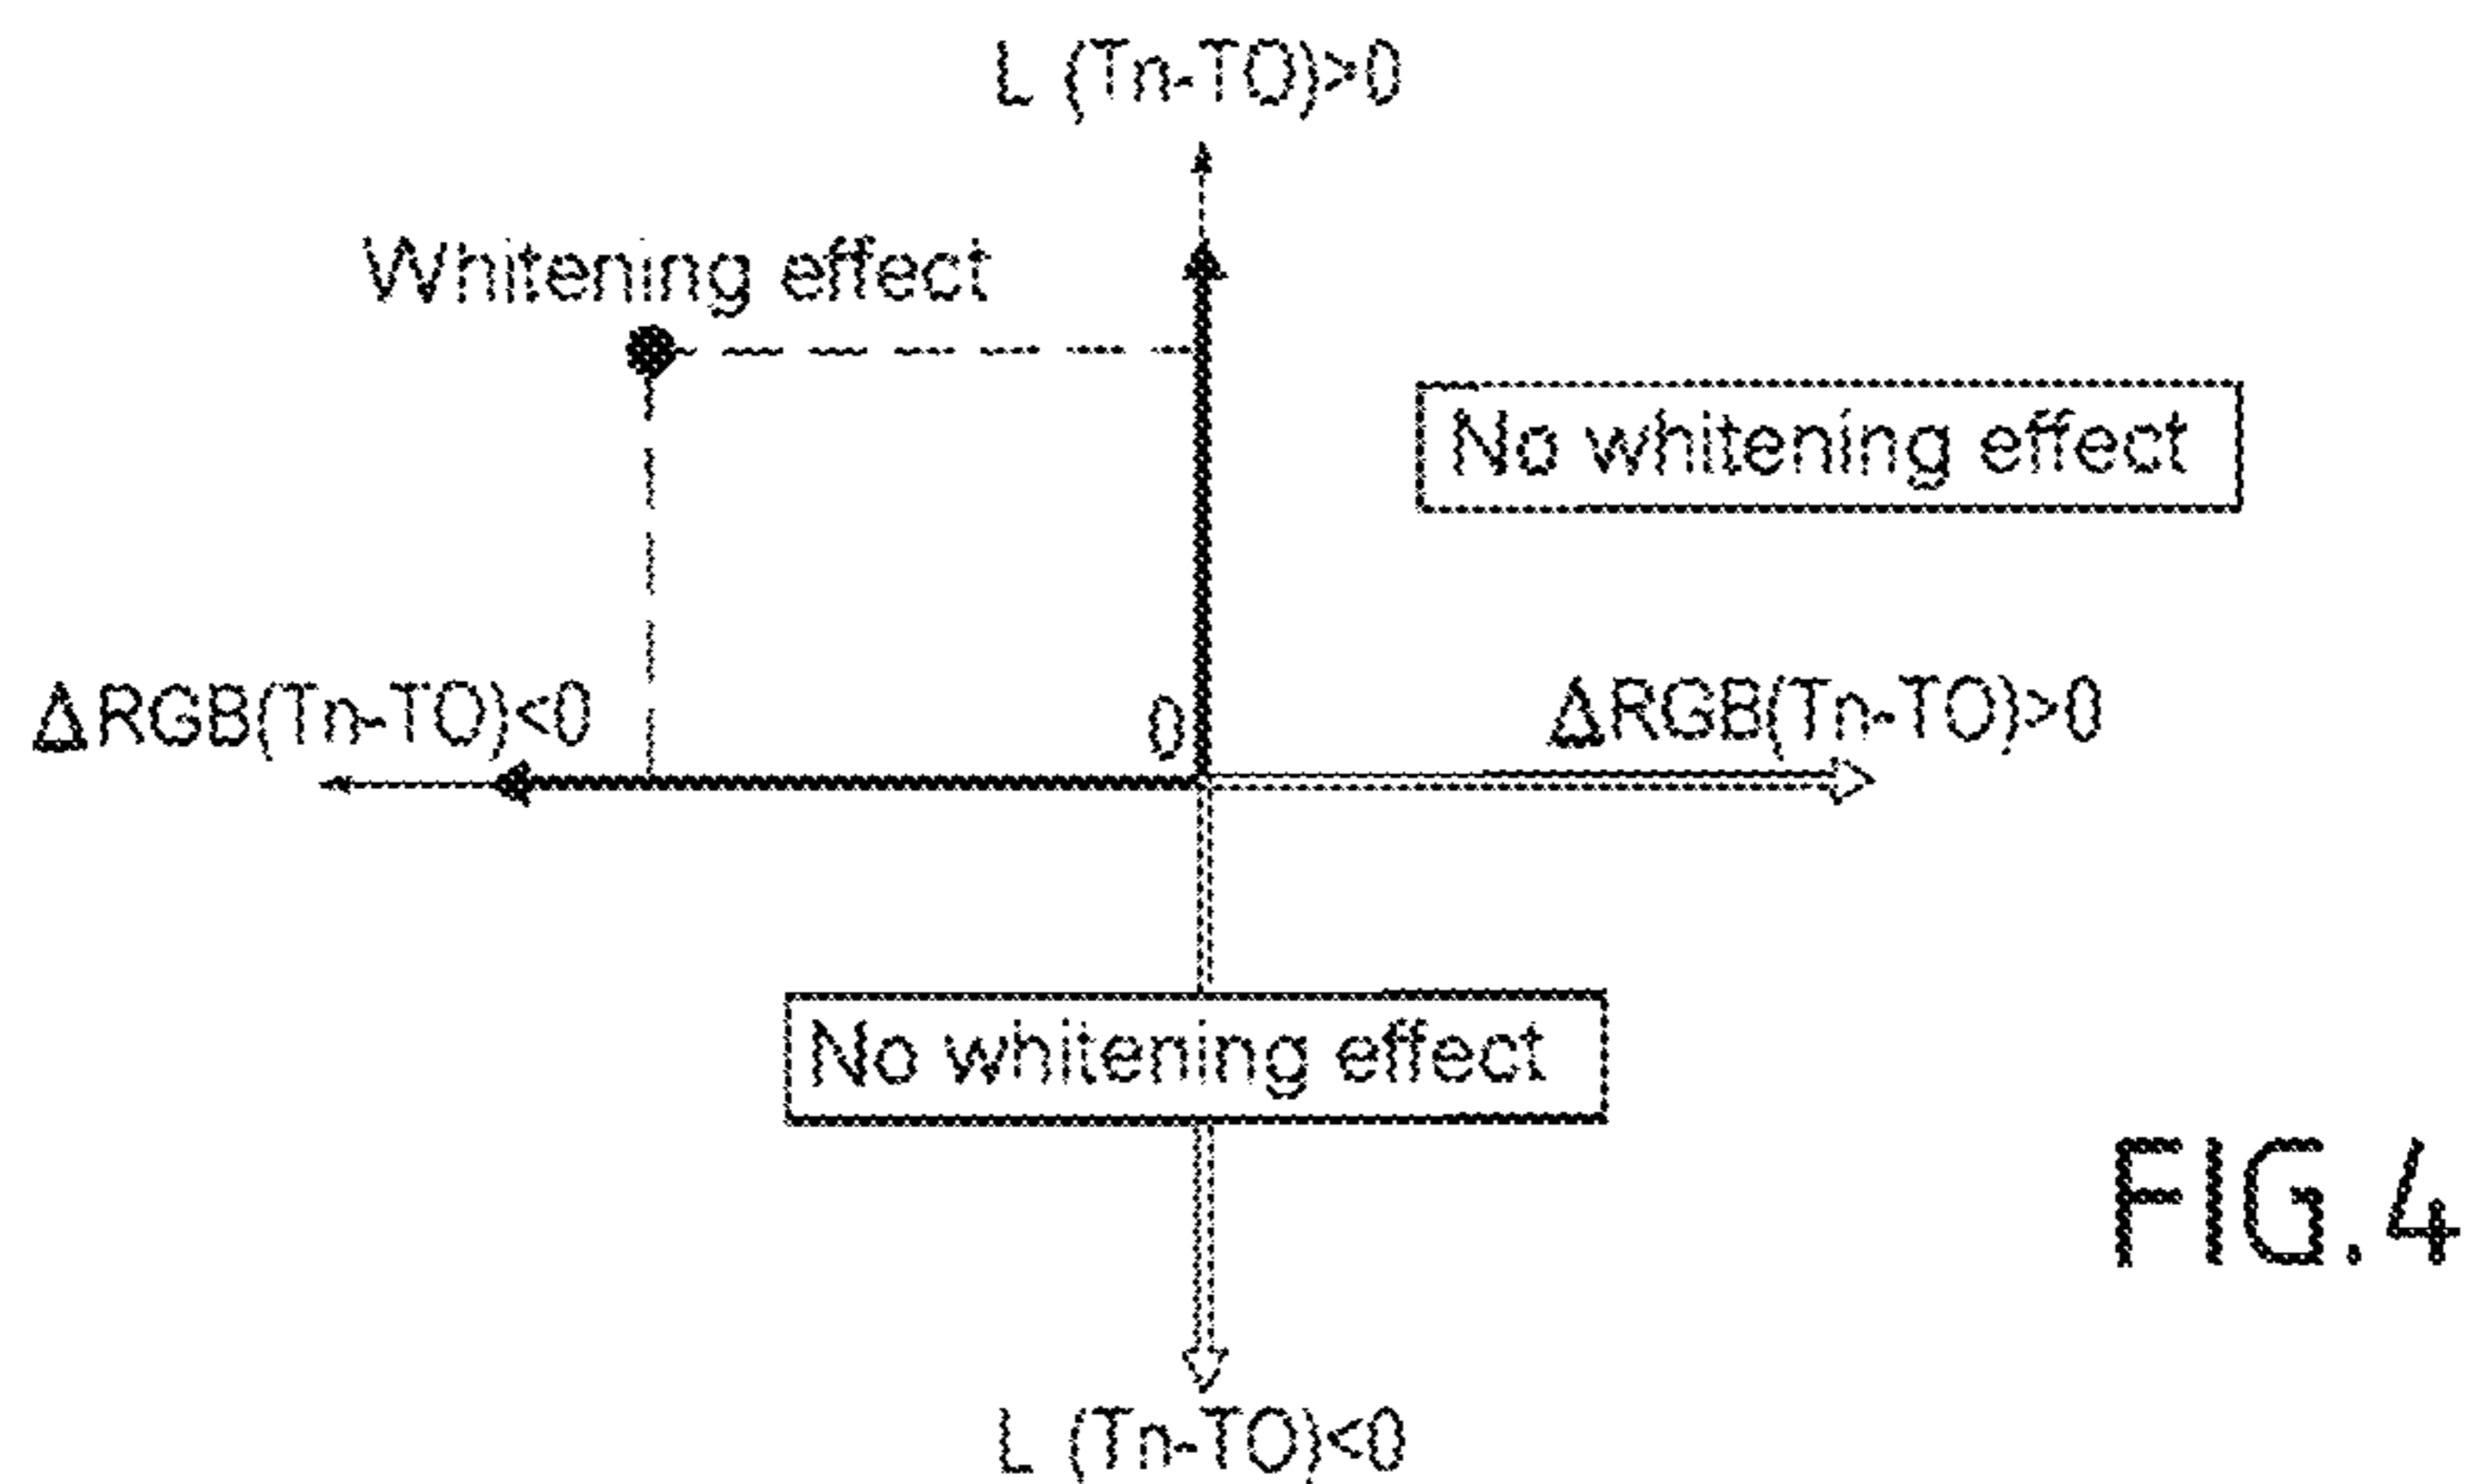 L (Tn-TO)>0
Whitening effect
No whitening effect
ΔRGB(Tn-TO)<0
0
ΔRGB(Tn-TO)>0
No whitening effect
FIG.4
L (Tn-TO)<0